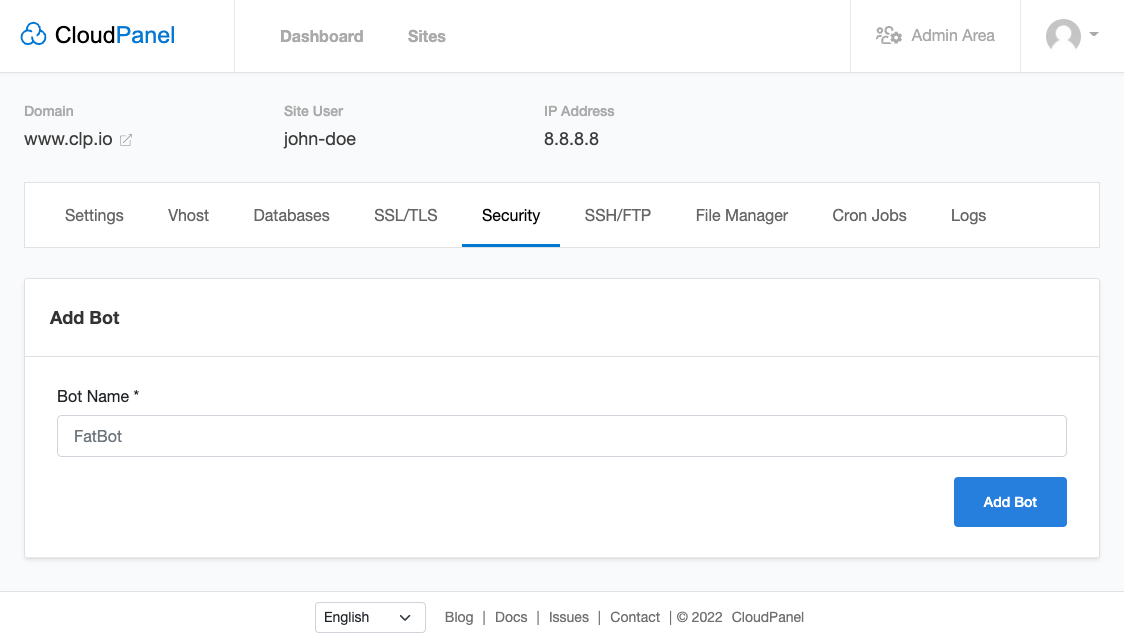 CloudPanel Dashboard Sites Admin Area
Domain Site User IP Address
www.clp.io john-doe 8.8.8.8
Settings Vhost Databases SSL/TLS Security SSH/FTP File Manager Cron Jobs Logs
Add Bot
Bot Name *
FatBot
Add Bot
English Blog | Docs | Issues | Contact | © 2022 CloudPanel